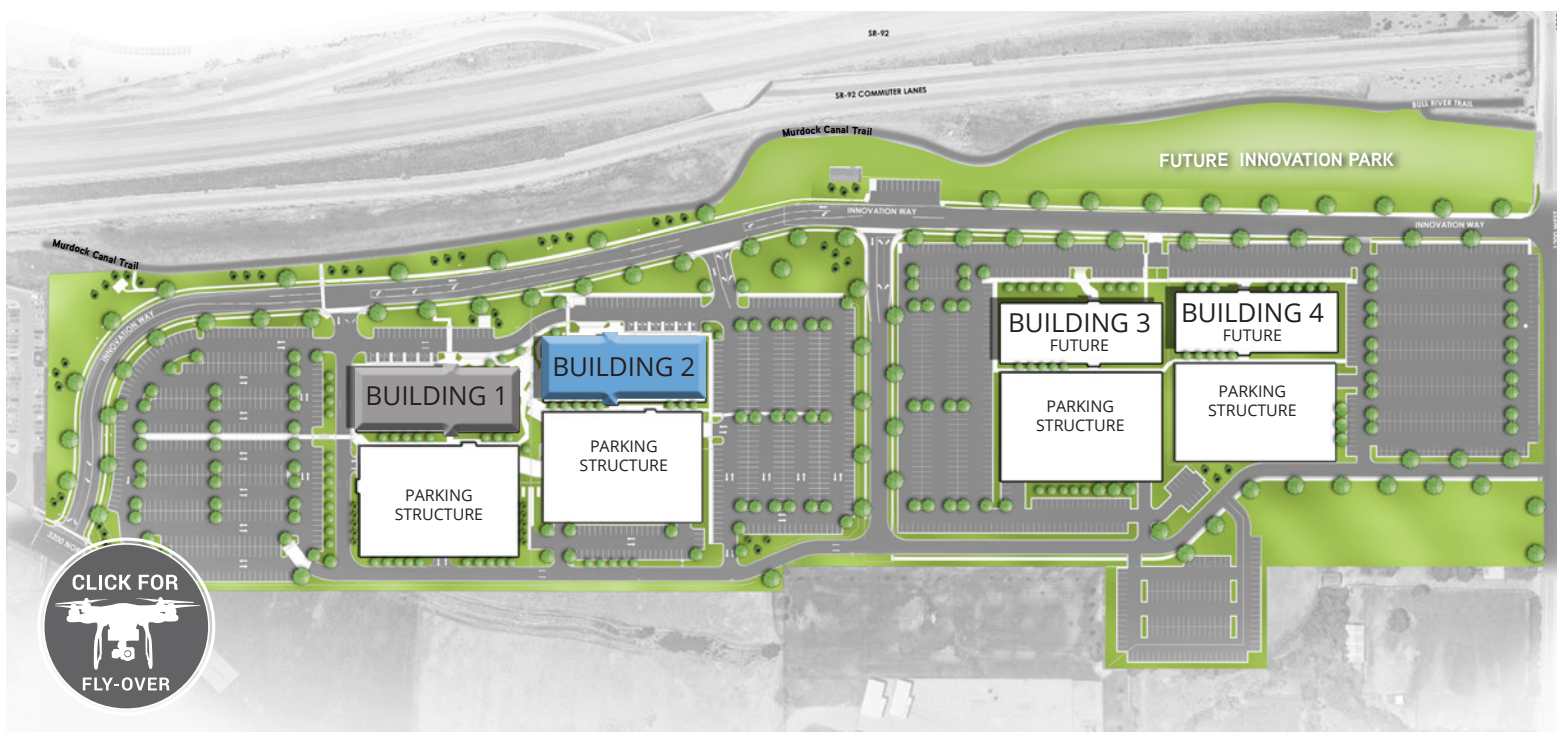 SR-92
SR-92 COMMUTER LANES
BULL RIVER TRAIL
Murdock Canal Trail
FUTURE INNOVATION PARK
INNOVATION WAY
INNOVATION WAY
Murdock Canal Trail
INNOVATION WAY
BUILDING 3
FUTURE
BUILDING 4
FUTURE
BUILDING 2
BUILDING 1
PARKING
STRUCTURE
PARKING
STRUCTURE
PARKING
STRUCTURE
PARKING
STRUCTURE
CLICK FOR
FLY-OVER